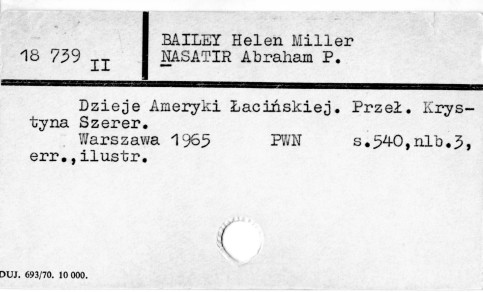 18 739 II
BAILEY Helen Miller
NASATIR Abraham P.
Dzieje Ameryki Łacińskiej. Przeł. Krys-
tyna Szerer.
Warszawa 1965 PWN s.540,nlb.3,
err.,ilustr.
DUJ. 693/70. 10 000.